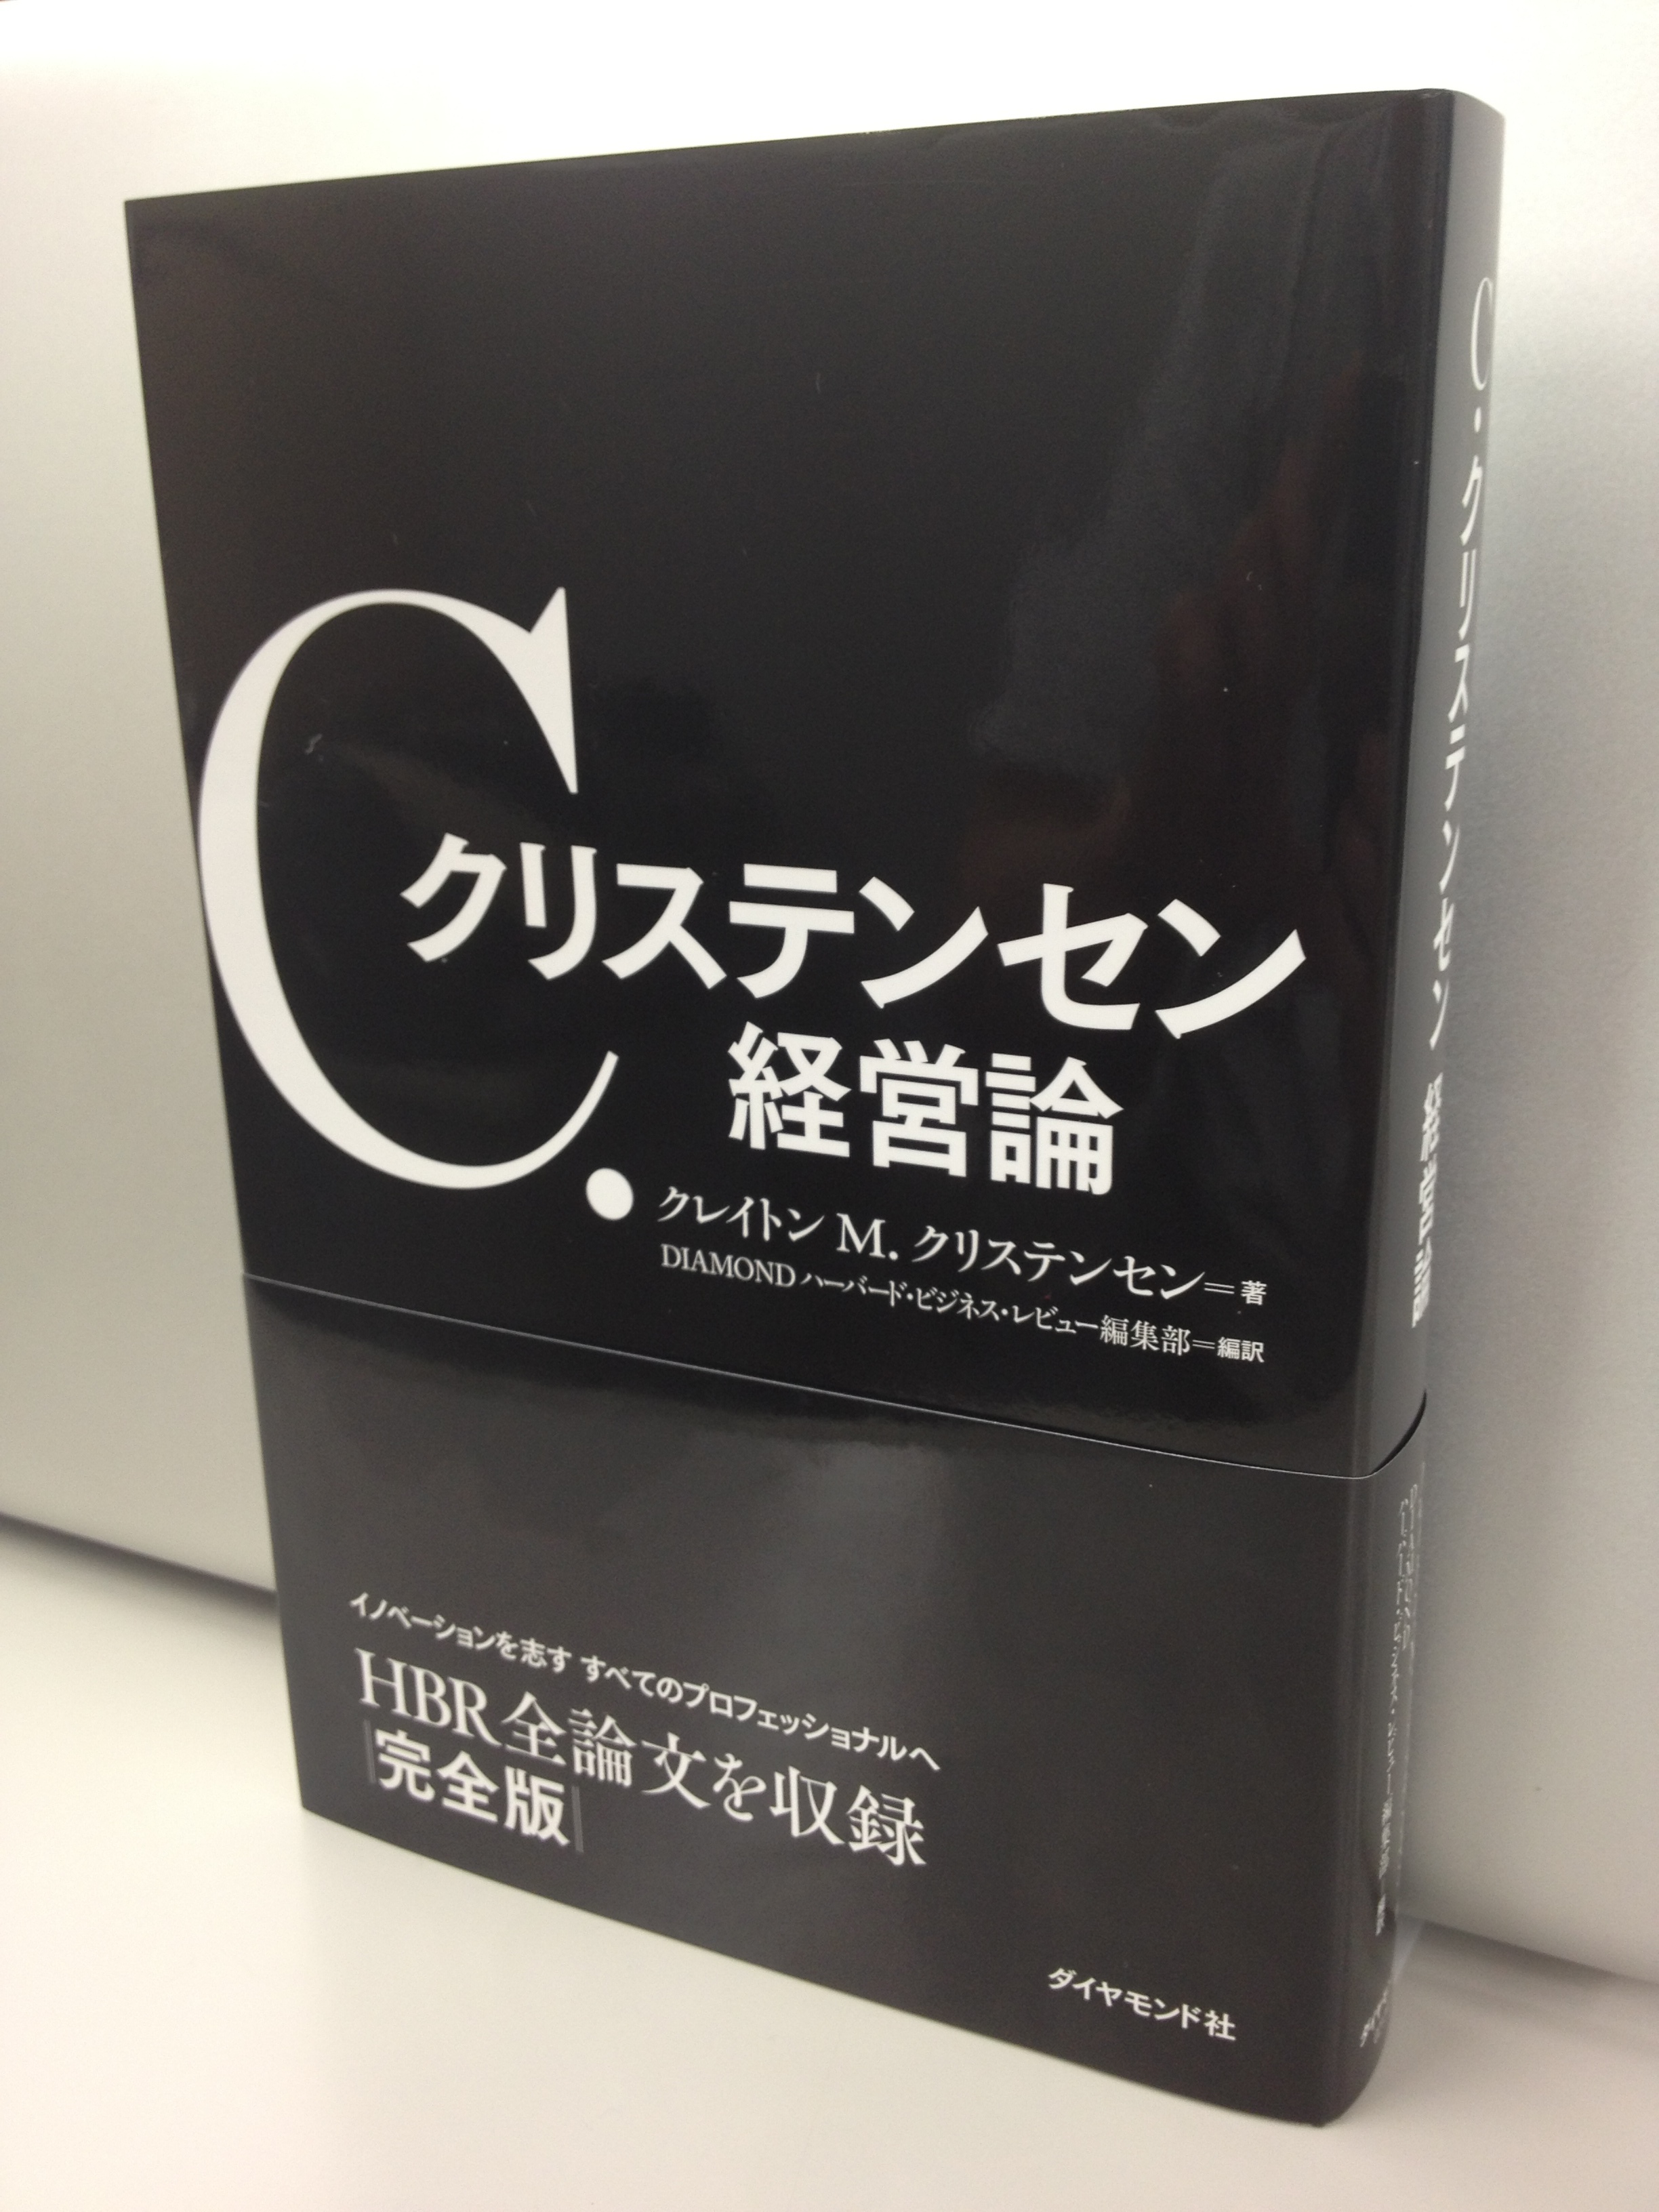 C.
クリステンセン
経営論
クレイトン M. クリステンセン＝著
DIAMONDハーバード・ビジネス・レビュー編集部＝編訳
イノベーションを志す すべてのプロフェッショナルへ
HBR全論文を収録
完全版
ダイヤモンド社
C・クリステンセン 経営論